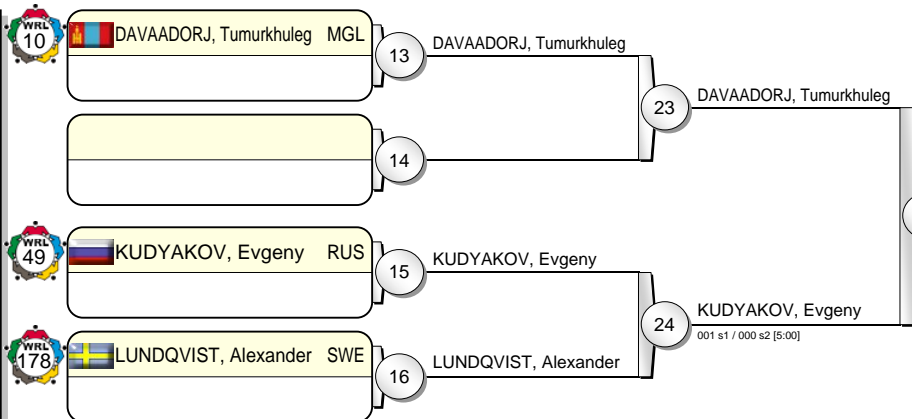 WRL
10
DAVAADORJ, Tumurkhuleg MGL
13
DAVAADORJ, Tumurkhuleg
23
DAVAADORJ, Tumurkhuleg
14
WRL
49
KUDYAKOV, Evgeny RUS
15
KUDYAKOV, Evgeny
24
KUDYAKOV, Evgeny
001 s1 / 000 s2 [5:00]
WRL
178
LUNDQVIST, Alexander SWE
16
LUNDQVIST, Alexander